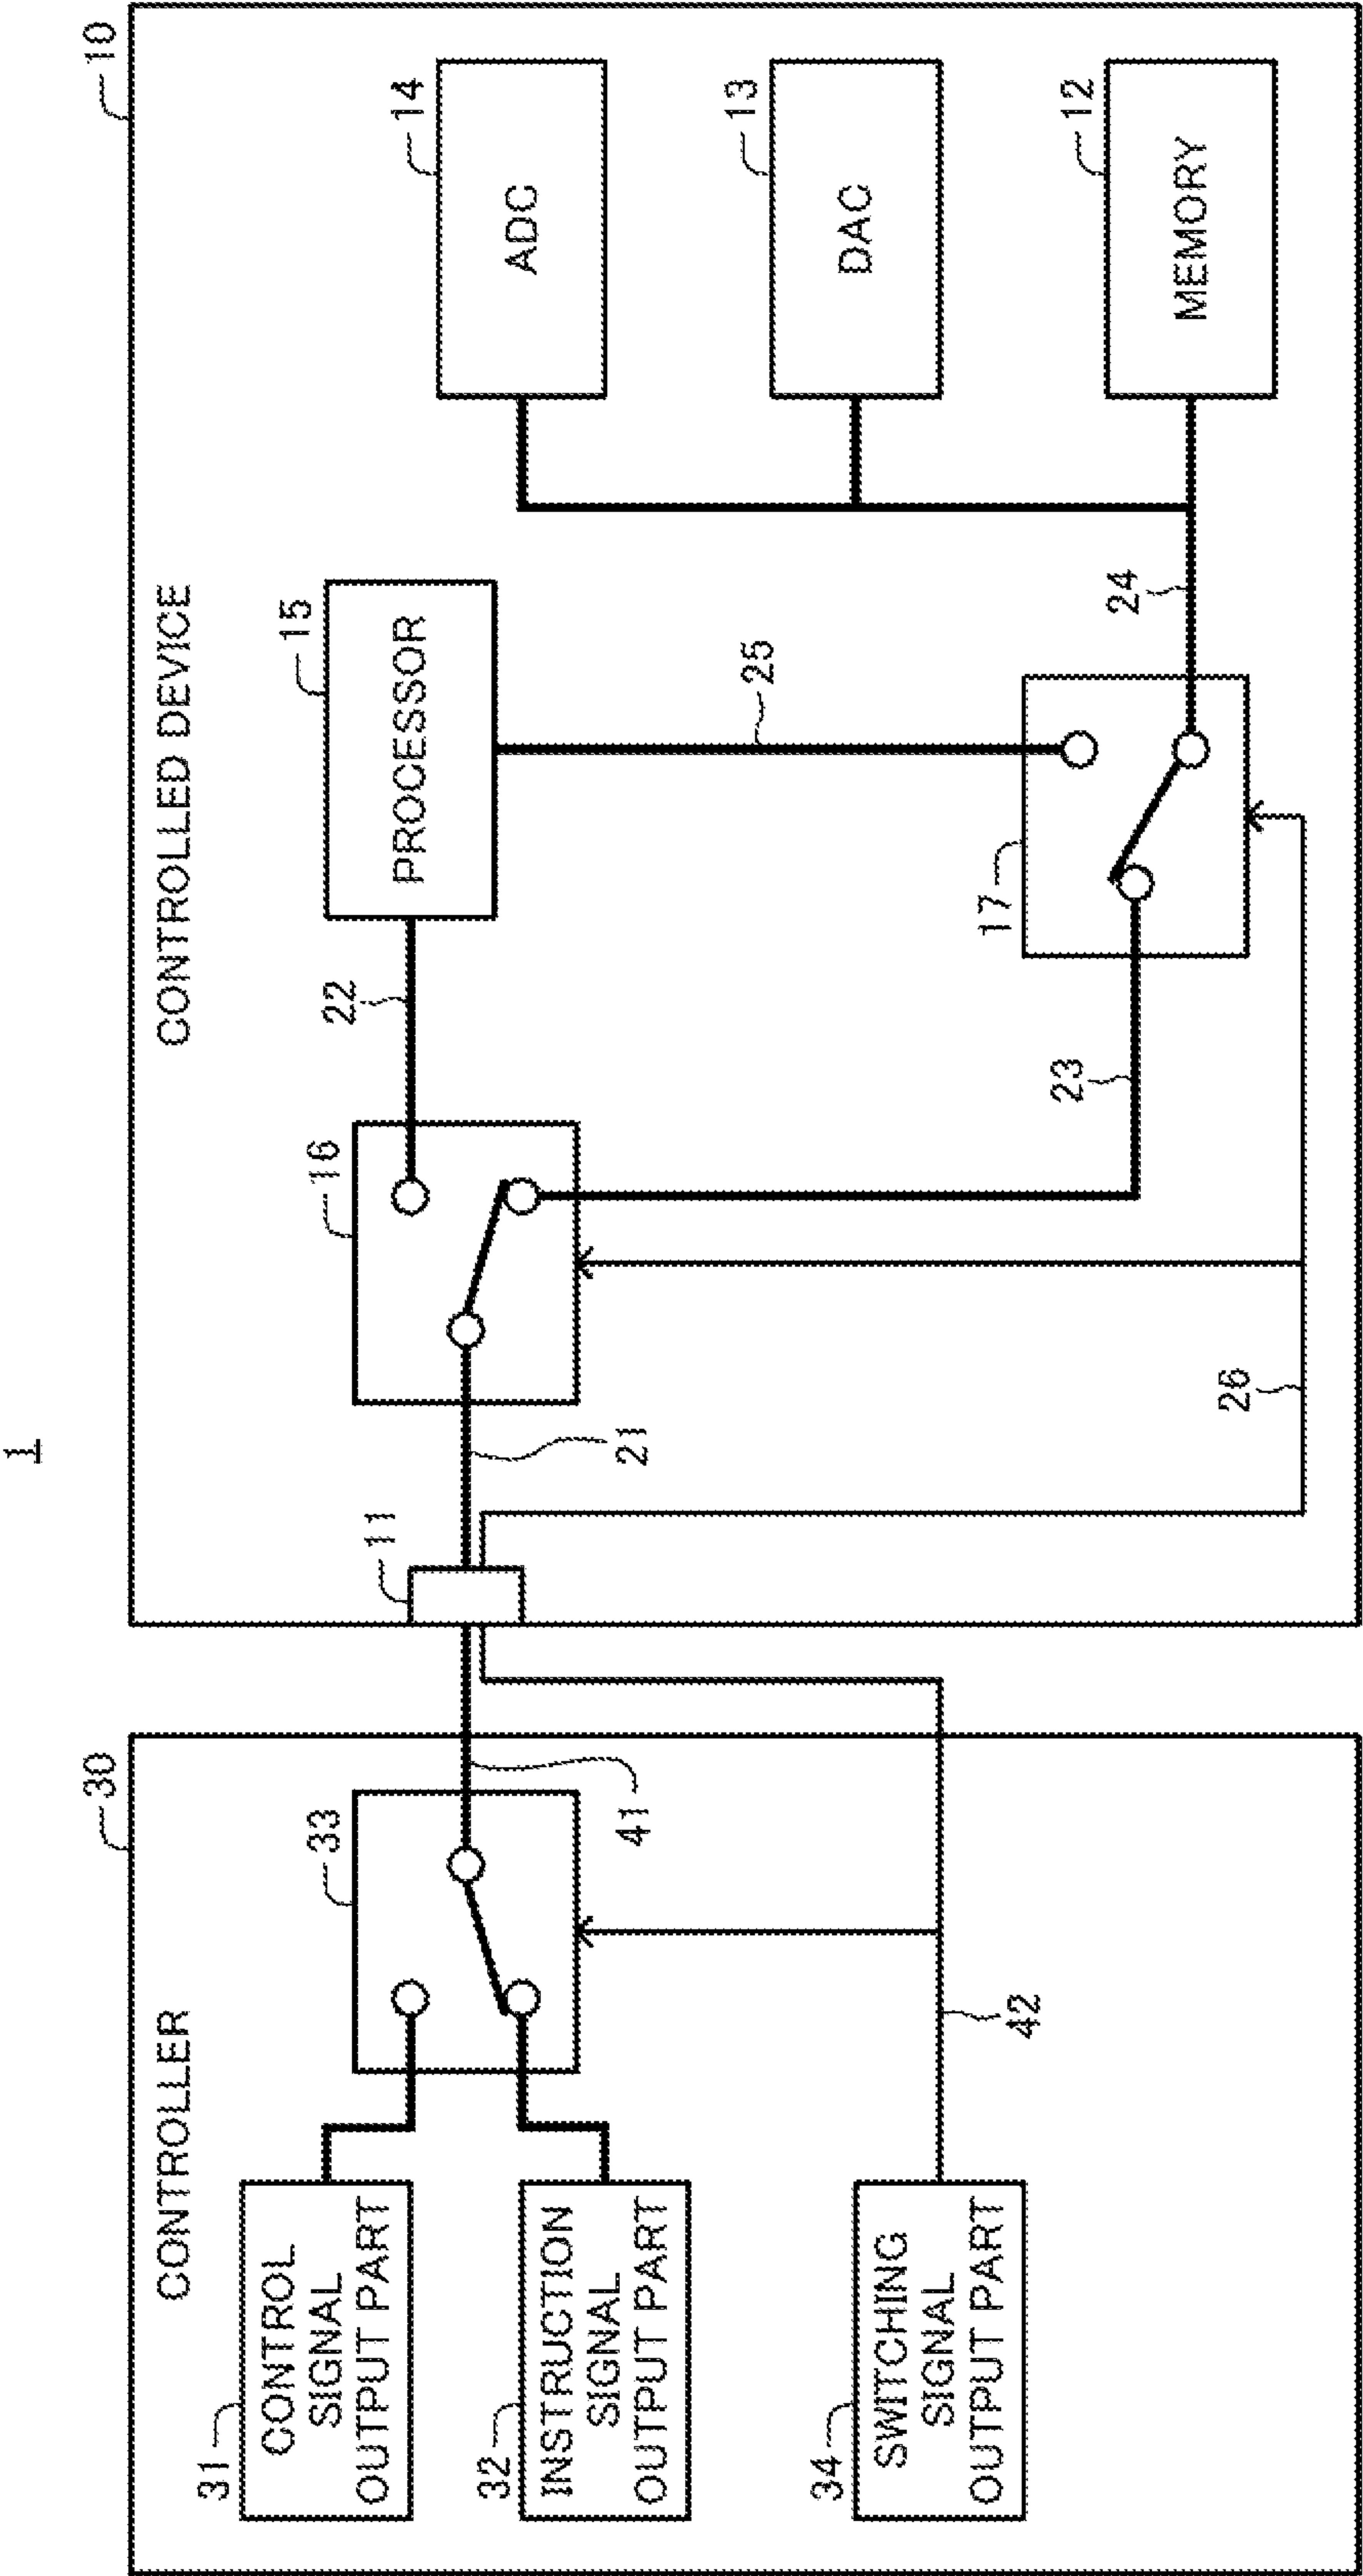 1
30
CONTROLLER
31
CONTROL
SIGNAL
OUTPUT PART
32
INSTRUCTION
SIGNAL
OUTPUT PART
34
SWITCHING
SIGNAL
OUTPUT PART
33
41
42
10
CONTROLLED DEVICE
11
21
16
22
15
PROCESSOR
23
17
25
24
26
14
ADC
13
DAC
12
MEMORY